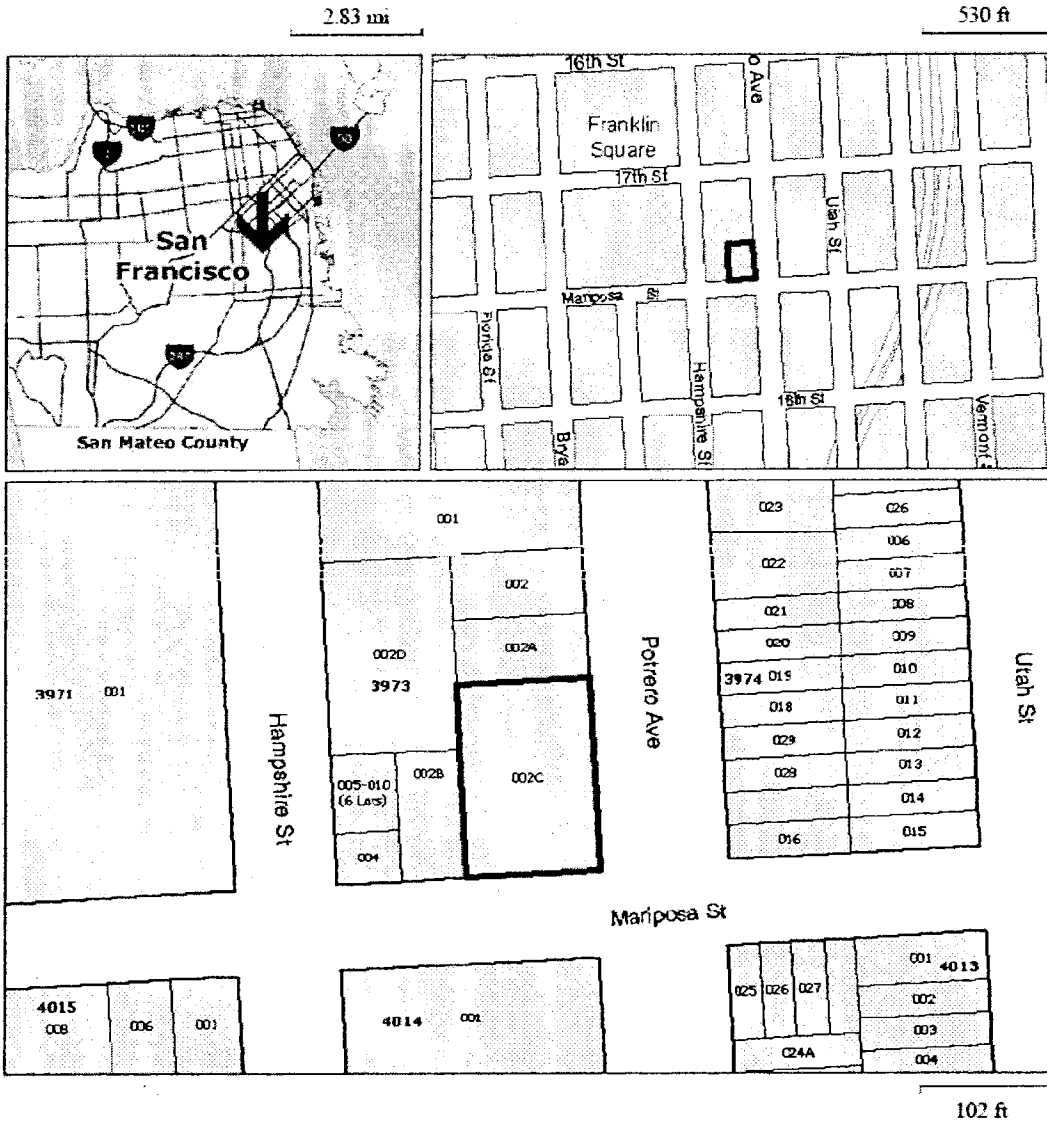 2.83 mi
530 ft
San
Francisco
San Mateo County
16th St
o Ave
Franklin
Square
17th St
Utah St
Mariposa St
Florida St
Hampshire St
18th St
Brya
Vermont S
001
023
026
006
002
022
007
021
008
002A
020
009
002D
3971 001
3973
3974 019
010
Potrero Ave
Utah St
018
011
Hampshire St
029
012
002B
002C
028
013
005-010
(6 Lots)
014
004
016
015
Mariposa St
4015
008
006
001
4014 001
025
026
027
001 4013
002
003
024A
004
102 ft